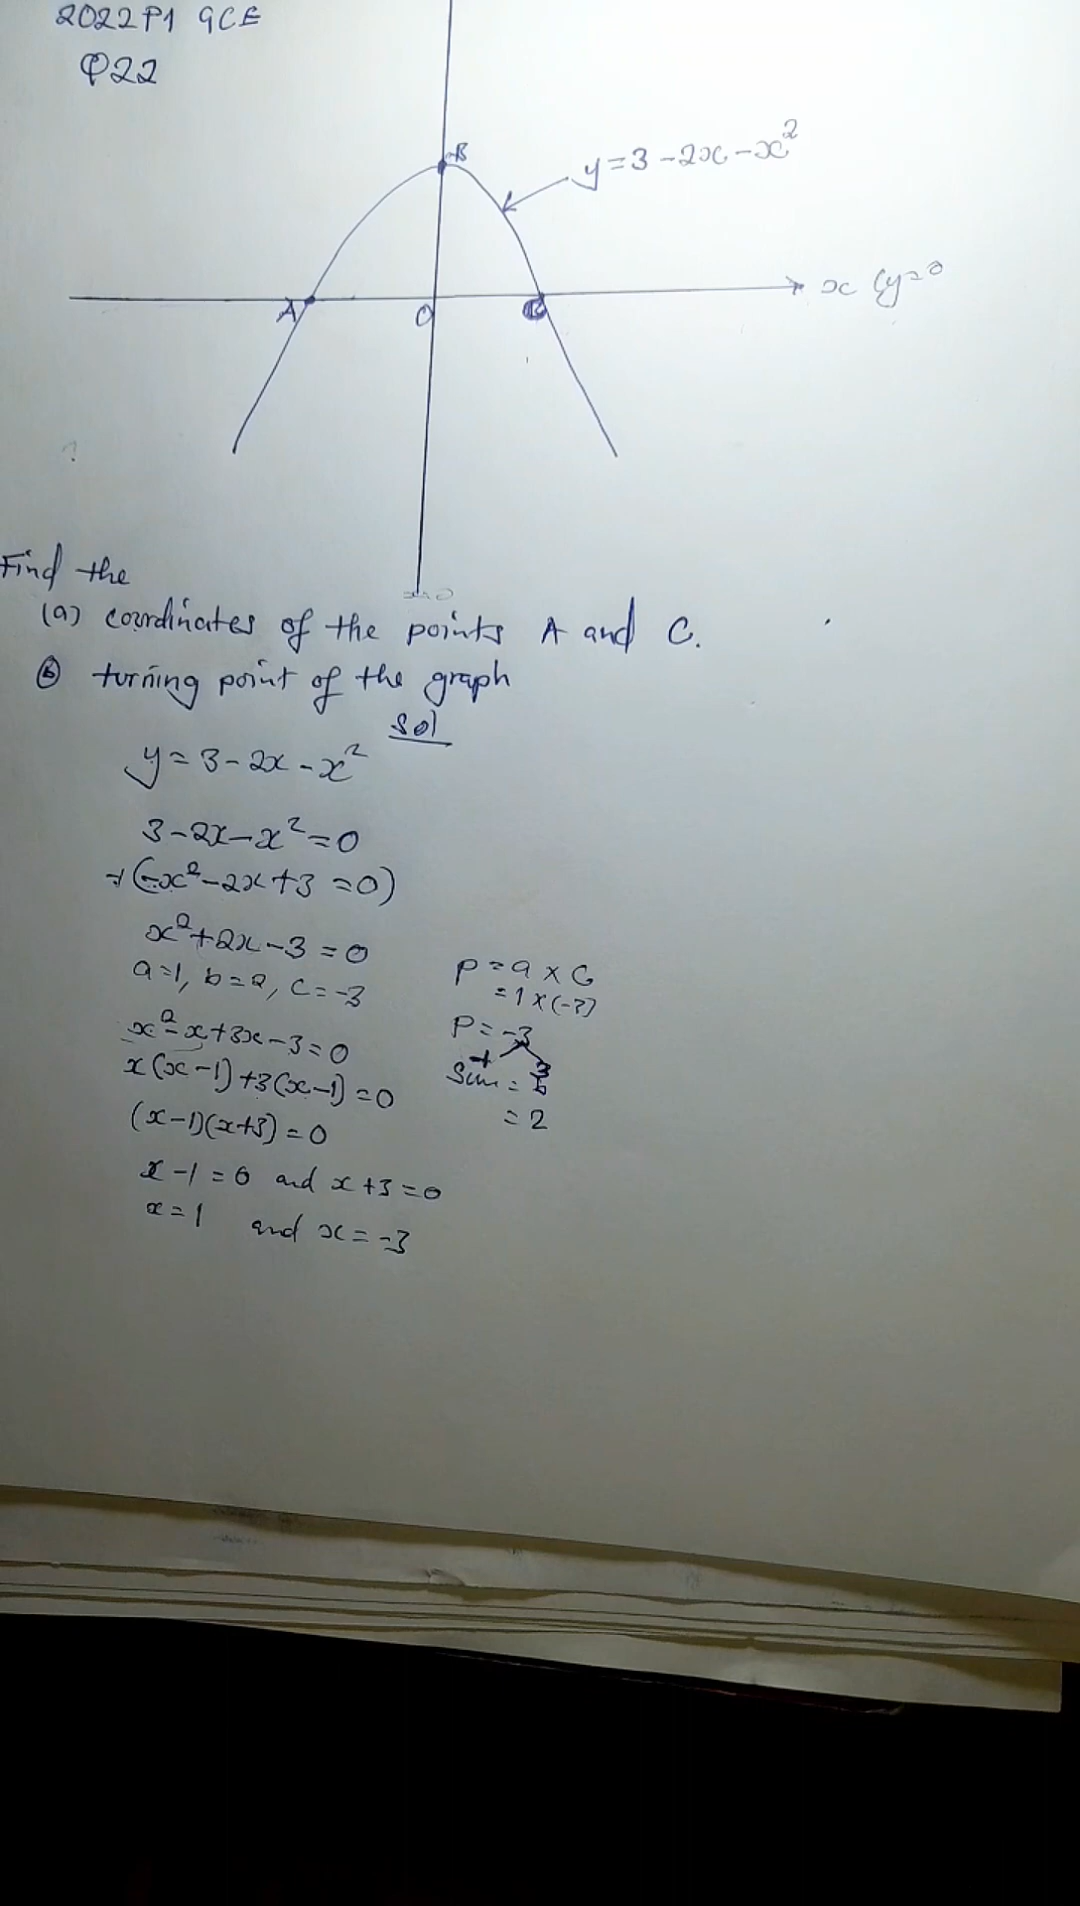 2022 P1 GCE
Q22
B
y = 3 - 2x - x²
A
O
C
x (y=0
x=0
Find the
(a) coordinates of the points A and C.
(b) turning point of the graph
Sol
y = 3 - 2x - x²
3 - 2x - x² = 0
-1(-x² - 2x + 3 = 0)
x² + 2x - 3 = 0
a = 1, b = 2, c = -3
x² - x + 3x - 3 = 0
x(x - 1) + 3(x - 1) = 0
(x - 1)(x + 3) = 0
x - 1 = 0 and x + 3 = 0
x = 1 and x = -3
P = a × c
= 1 × (-3)
P = -3
3
Sum = b
= 2